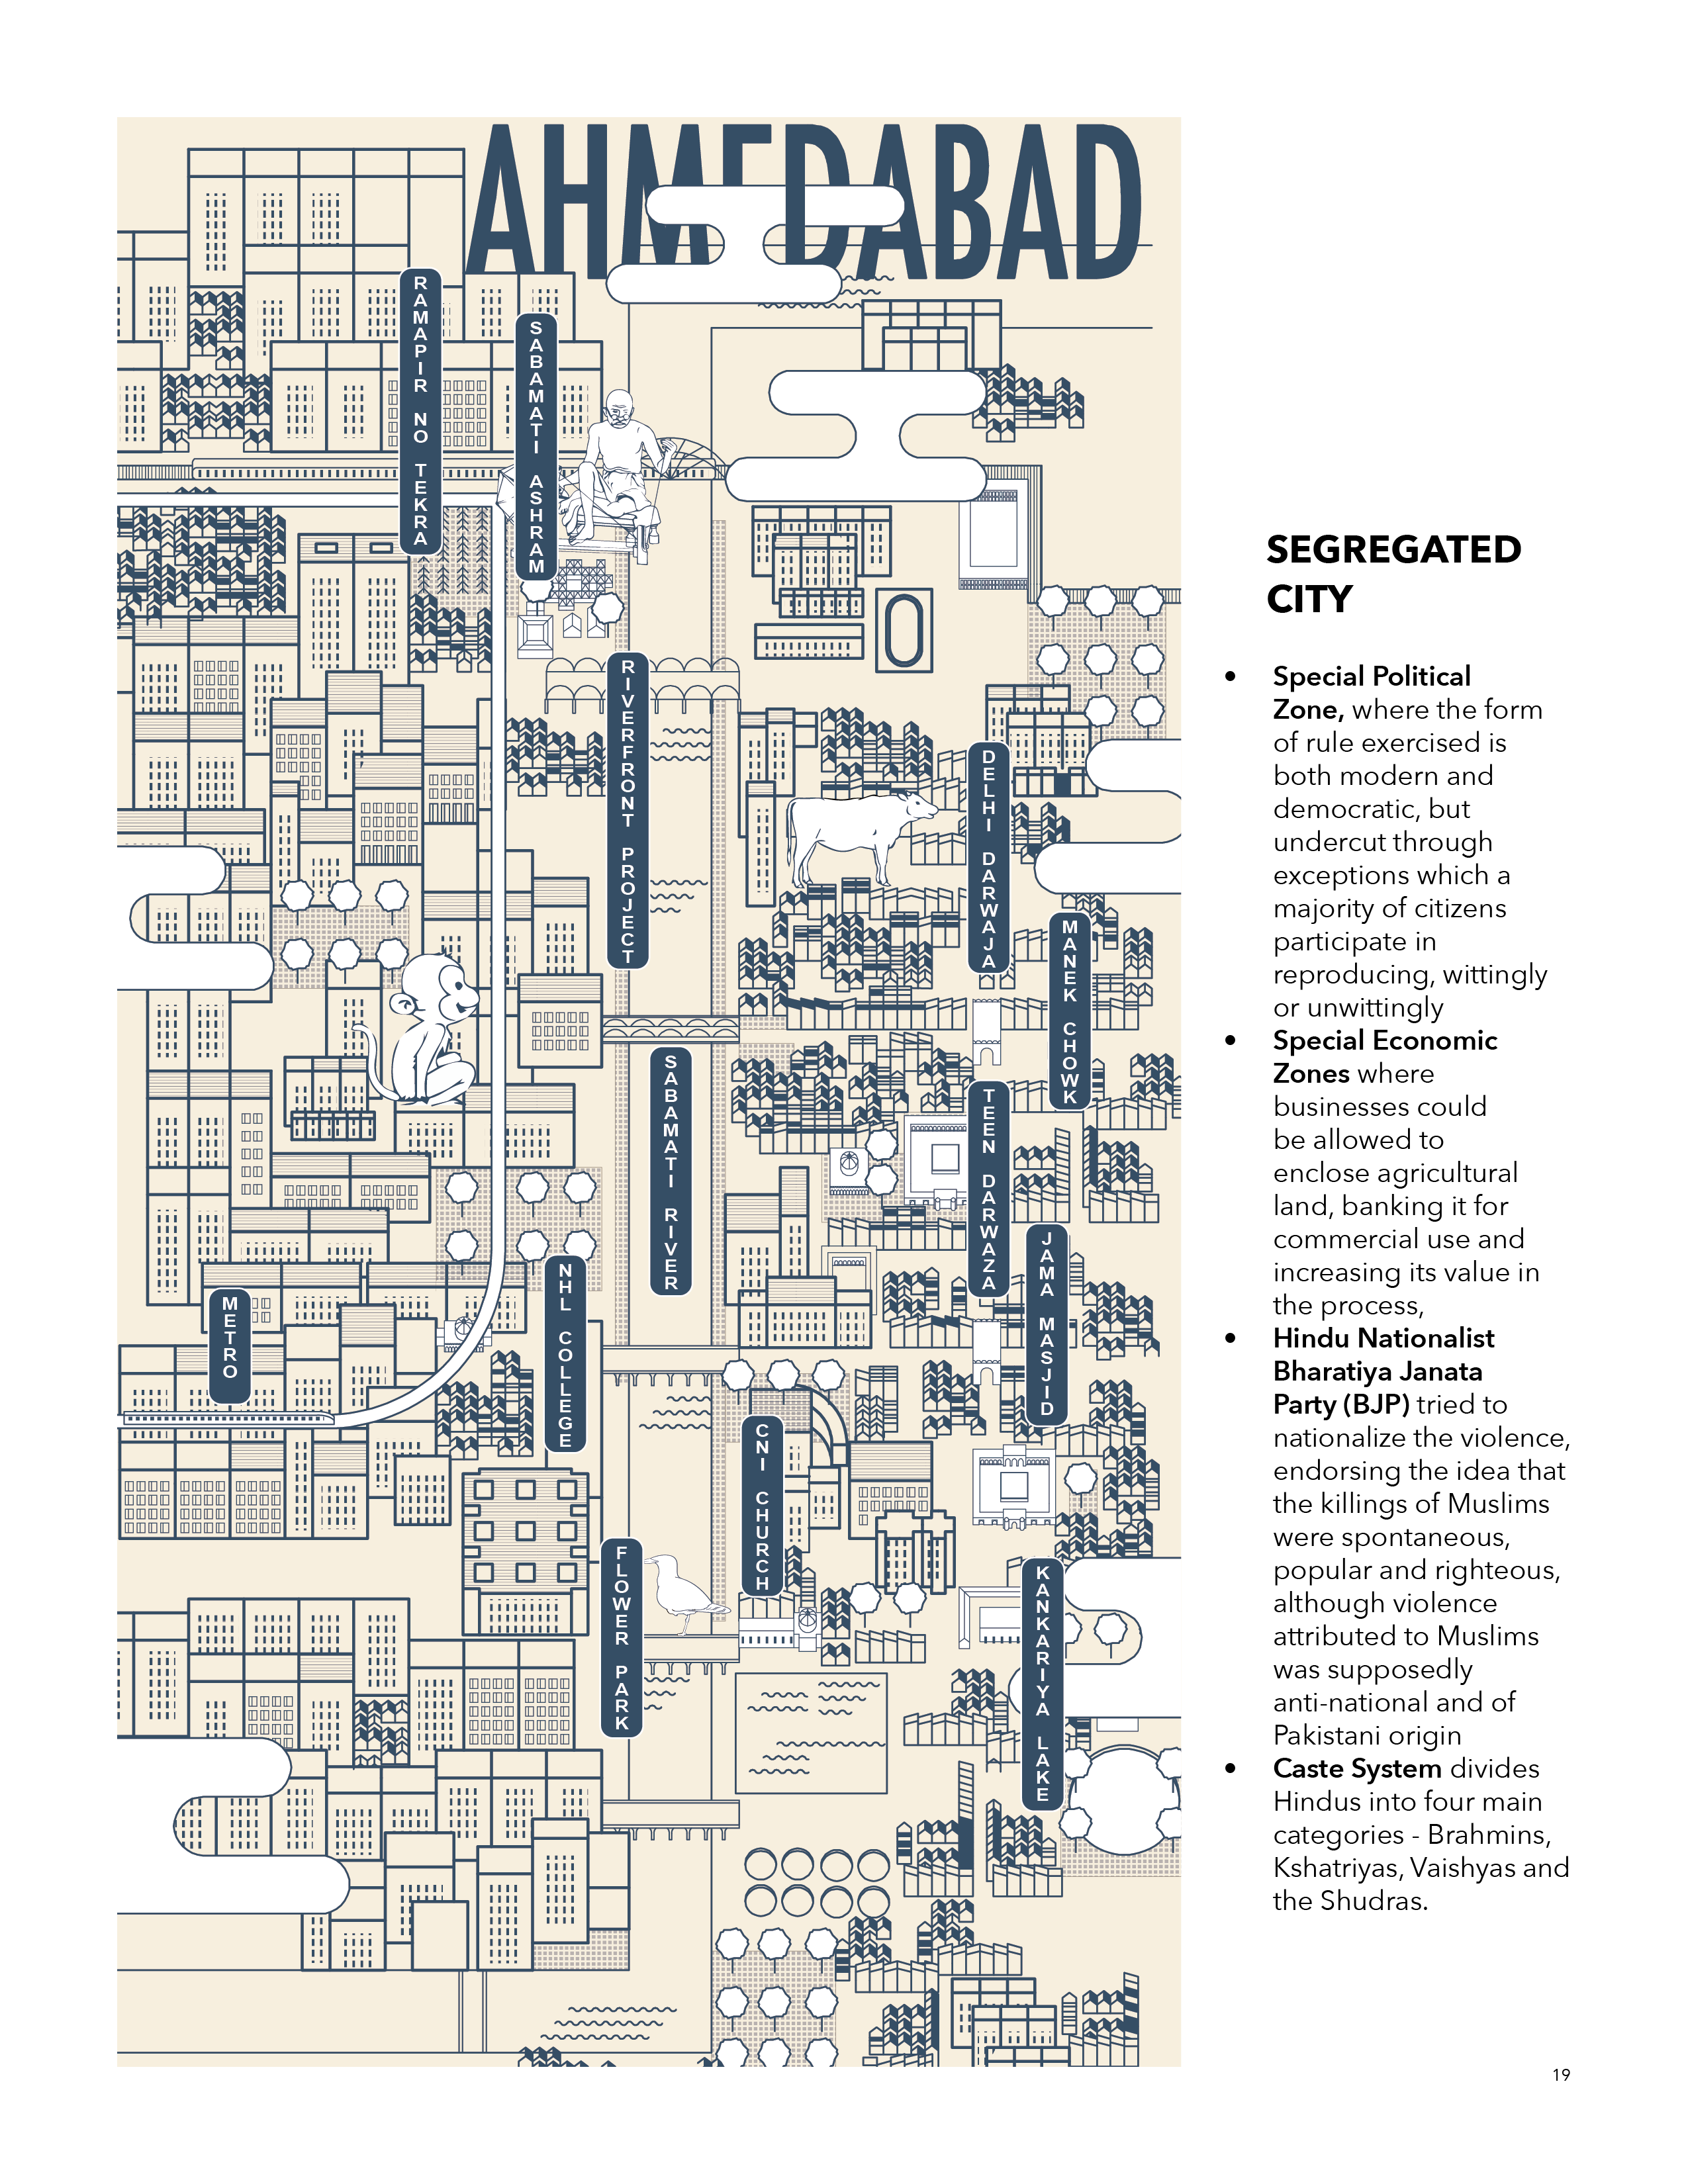 AHMEDABAD
RAMAPIR NO TEKRA
SABAMATI ASHRAM
RIVERFRONT PROJECT
DELHI DARWAJA
MANEK CHOWK
SABAMATI RIVER
TEEN DARWAZA
JAMA MASJID
NHL COLLEGE
METRO
CNI CHURCH
FLOWER PARK
KANKARIYA LAKE
SEGREGATED
CITY
• Special Political
Zone, where the form
of rule exercised is
both modern and
democratic, but
undercut through
exceptions which a
majority of citizens
participate in
reproducing, wittingly
or unwittingly
• Special Economic
Zones where
businesses could
be allowed to
enclose agricultural
land, banking it for
commercial use and
increasing its value in
the process,
• Hindu Nationalist
Bharatiya Janata
Party (BJP) tried to
nationalize the violence,
endorsing the idea that
the killings of Muslims
were spontaneous,
popular and righteous,
although violence
attributed to Muslims
was supposedly
anti-national and of
Pakistani origin
• Caste System divides
Hindus into four main
categories - Brahmins,
Kshatriyas, Vaishyas and
the Shudras.
19